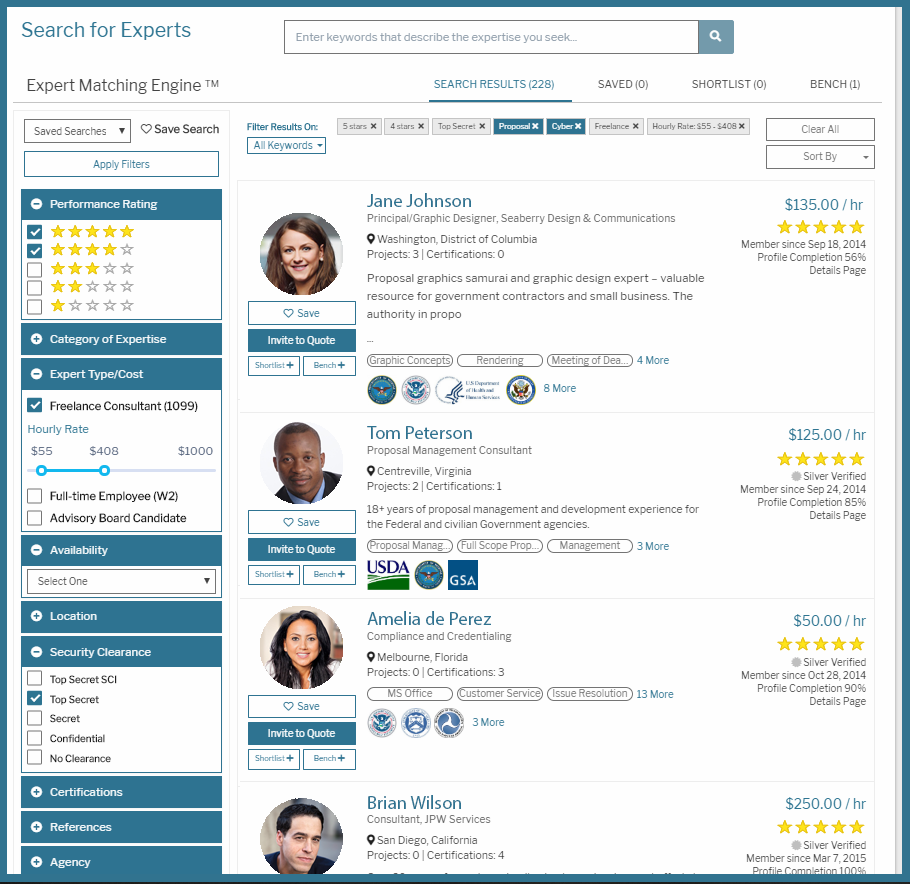 Search for Experts
Enter keywords that describe the expertise you seek...
Expert Matching Engine ™
SEARCH RESULTS (228)
SAVED (0)
SHORTLIST (0)
BENCH (1)
Saved Searches
Save Search
Apply Filters
Performance Rating
Category of Expertise
Expert Type/Cost
Freelance Consultant (1099)
Hourly Rate
$55 $408 $1000
Full-time Employee (W2)
Advisory Board Candidate
Availability
Select One
Location
Security Clearance
Top Secret SCI
Top Secret
Secret
Confidential
No Clearance
Certifications
References
Agency
Filter Results On:
All Keywords
5 stars
4 stars
Top Secret
Proposal
Cyber
Freelance
Hourly Rate: $55 - $408
Clear All
Sort By
Jane Johnson
Principal/Graphic Designer, Seaberry Design & Communications
Washington, District of Columbia
Projects: 3 | Certifications: 0
Proposal graphics samurai and graphic design expert – valuable
resource for government contractors and small business. The
authority in propo
...
Graphic Concepts
Rendering
Meeting of Dea...
4 More
U.S. Department
of Health and
Human Services
8 More
Save
Invite to Quote
Shortlist
Bench
$135.00 / hr
Member since Sep 18, 2014
Profile Completion 56%
Details Page
Tom Peterson
Proposal Management Consultant
Centreville, Virginia
Projects: 2 | Certifications: 1
18+ years of proposal management and development experience for
the Federal and civilian Government agencies.
Proposal Manag...
Full Scope Prop...
Management
3 More
USDA
GSA
Save
Invite to Quote
Shortlist
Bench
$125.00 / hr
Silver Verified
Member since Sep 24, 2014
Profile Completion 85%
Details Page
Amelia de Perez
Compliance and Credentialing
Melbourne, Florida
Projects: 0 | Certifications: 3
MS Office
Customer Service
Issue Resolution
13 More
3 More
Save
Invite to Quote
Shortlist
Bench
$50.00 / hr
Silver Verified
Member since Oct 28, 2014
Profile Completion 90%
Details Page
Brian Wilson
Consultant, JPW Services
San Diego, California
Projects: 0 | Certifications: 4
$250.00 / hr
Silver Verified
Member since Mar 7, 2015
Profile Completion 100%